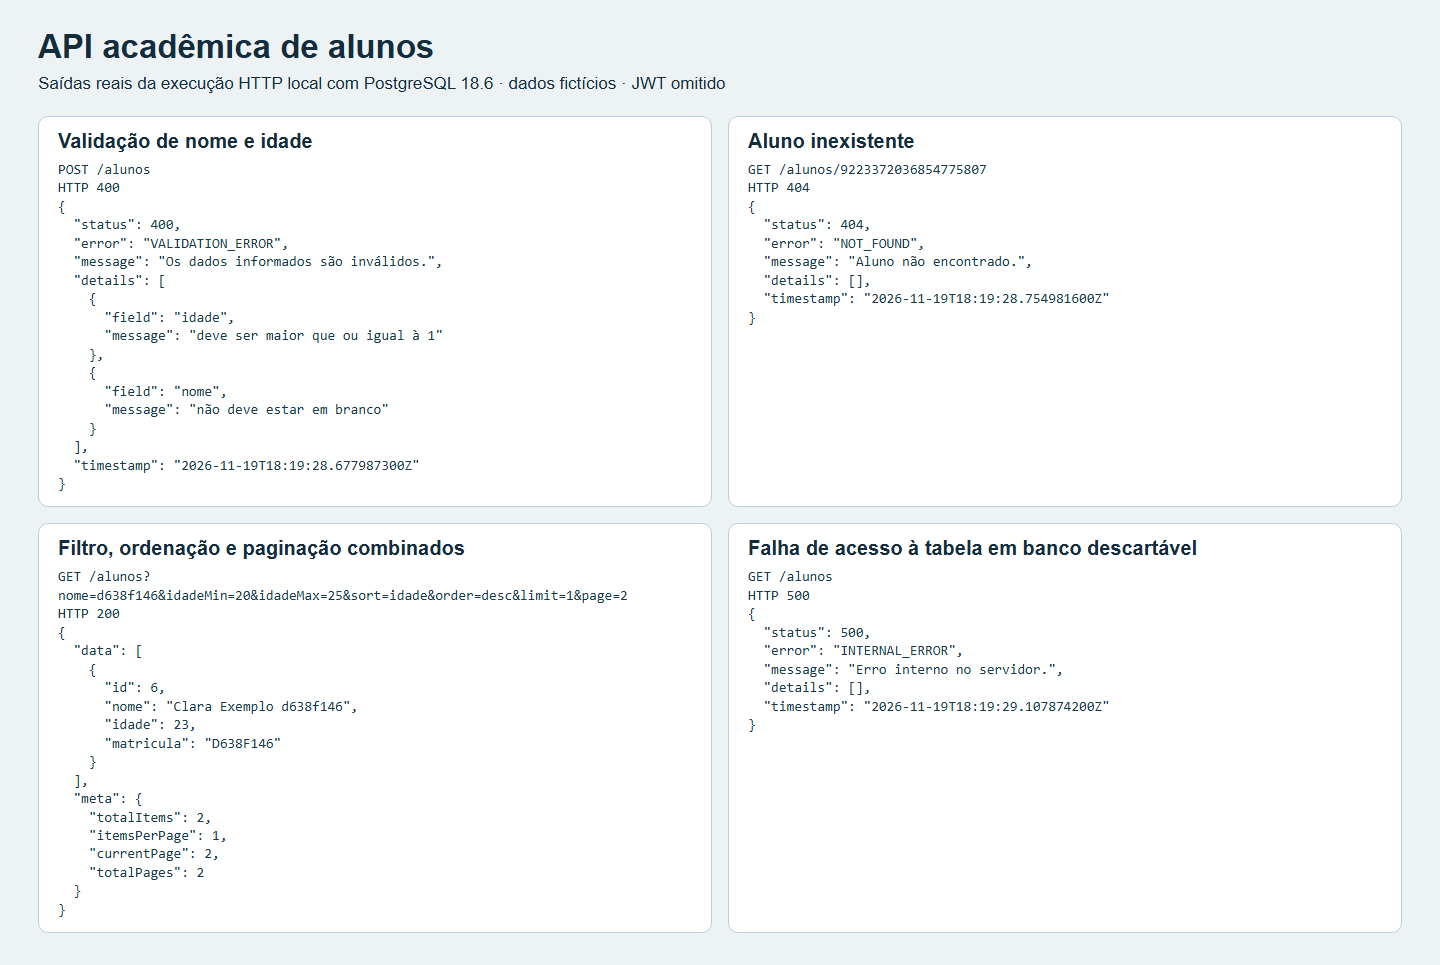 API acadêmica de alunos
Saídas reais da execução HTTP local com PostgreSQL 18.6 · dados fictícios · JWT omitido
Validação de nome e idade
POST /alunos
HTTP 400
{
  "status": 400,
  "error": "VALIDATION_ERROR",
  "message": "Os dados informados são inválidos.",
  "details": [
    {
      "field": "idade",
      "message": "deve ser maior que ou igual à 1"
    },
    {
      "field": "nome",
      "message": "não deve estar em branco"
    }
  ],
  "timestamp": "2026-11-19T18:19:28.677987300Z"
}
Aluno inexistente
GET /alunos/9223372036854775807
HTTP 404
{
  "status": 404,
  "error": "NOT_FOUND",
  "message": "Aluno não encontrado.",
  "details": [],
  "timestamp": "2026-11-19T18:19:28.754981600Z"
}
Filtro, ordenação e paginação combinados
GET /alunos?
nome=d638f146&idadeMin=20&idadeMax=25&sort=idade&order=desc&limit=1&page=2
HTTP 200
{
  "data": [
    {
      "id": 6,
      "nome": "Clara Exemplo d638f146",
      "idade": 23,
      "matricula": "D638F146"
    }
  ],
  "meta": {
    "totalItems": 2,
    "itemsPerPage": 1,
    "currentPage": 2,
    "totalPages": 2
  }
}
Falha de acesso à tabela em banco descartável
GET /alunos
HTTP 500
{
  "status": 500,
  "error": "INTERNAL_ERROR",
  "message": "Erro interno no servidor.",
  "details": [],
  "timestamp": "2026-11-19T18:19:29.107874200Z"
}